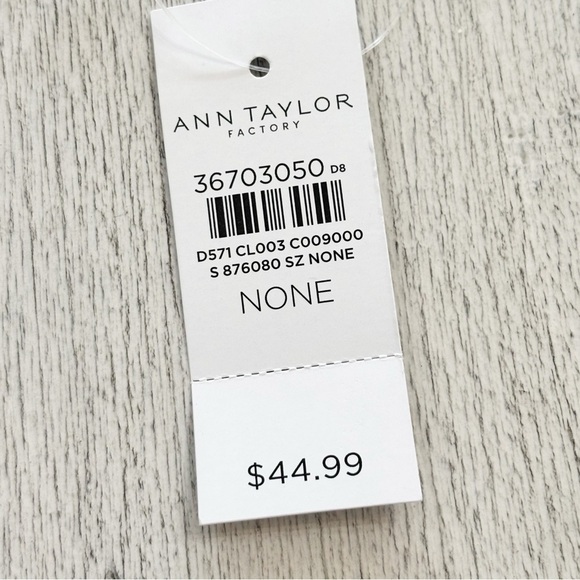 ANN TAYLOR
FACTORY
36703050 D8
D571 CL003 C009000
S 876080 SZ NONE
NONE
$44.99